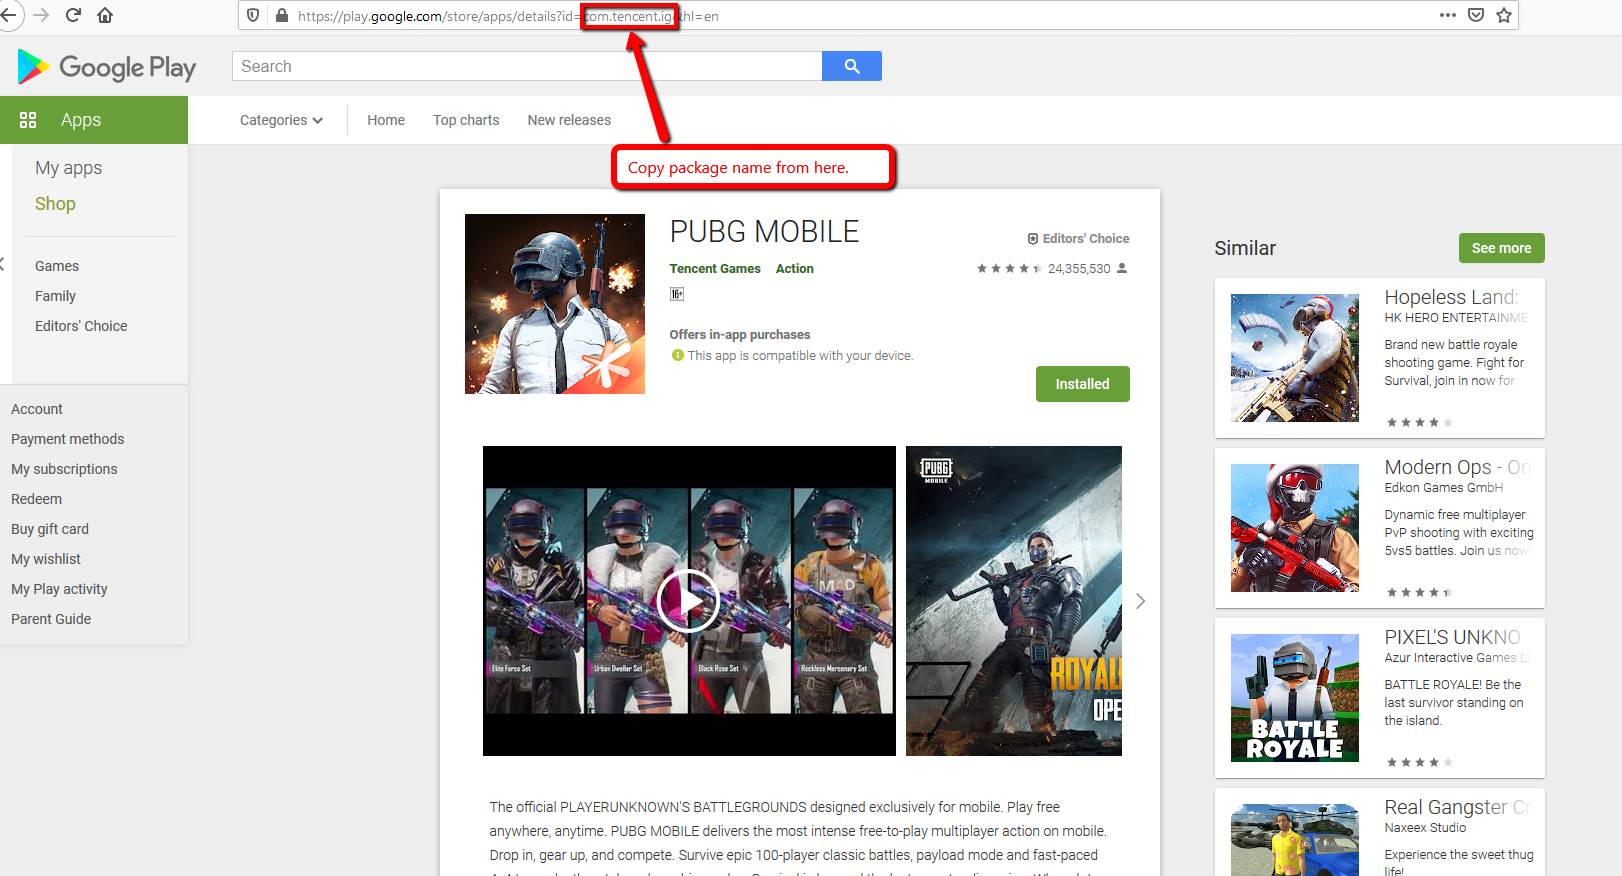 https://play.google.com/store/apps/details?id=com.tencent.ig&hl=en
Google Play
Search
Apps
Categories
Home
Top charts
New releases
Copy package name from here.
My apps
Shop
Games
Family
Editors' Choice
Account
Payment methods
My subscriptions
Redeem
Buy gift card
My wishlist
My Play activity
Parent Guide
PUBG MOBILE
Editors' Choice
Tencent Games
Action
24,355,530
16+
Offers in-app purchases
This app is compatible with your device.
Installed
Elite Force Set
Urban Dweller Set
Black Rose Set
MAD
Reckless Mercenary Set
PUBG
MOBILE
ROYAL
OPE
The official PLAYERUNKNOWN'S BATTLEGROUNDS designed exclusively for mobile. Play free
anywhere, anytime. PUBG MOBILE delivers the most intense free-to-play multiplayer action on mobile.
Drop in, gear up, and compete. Survive epic 100-player classic battles, payload mode and fast-paced
Similar
See more
Hopeless Land:
HK HERO ENTERTAINME
Brand new battle royale
shooting game. Fight for
Survival, join in now for
Modern Ops - On
Edkon Games GmbH
Dynamic free multiplayer
PvP shooting with exciting
5vs5 battles. Join us now!
PIXEL'S UNKNO
Azur Interactive Games Li
BATTLE ROYALE! Be the
last survivor standing on
the island.
BATTLE
ROYALE
Real Gangster Cr
Naxeex Studio
Experience the sweet thug
life!